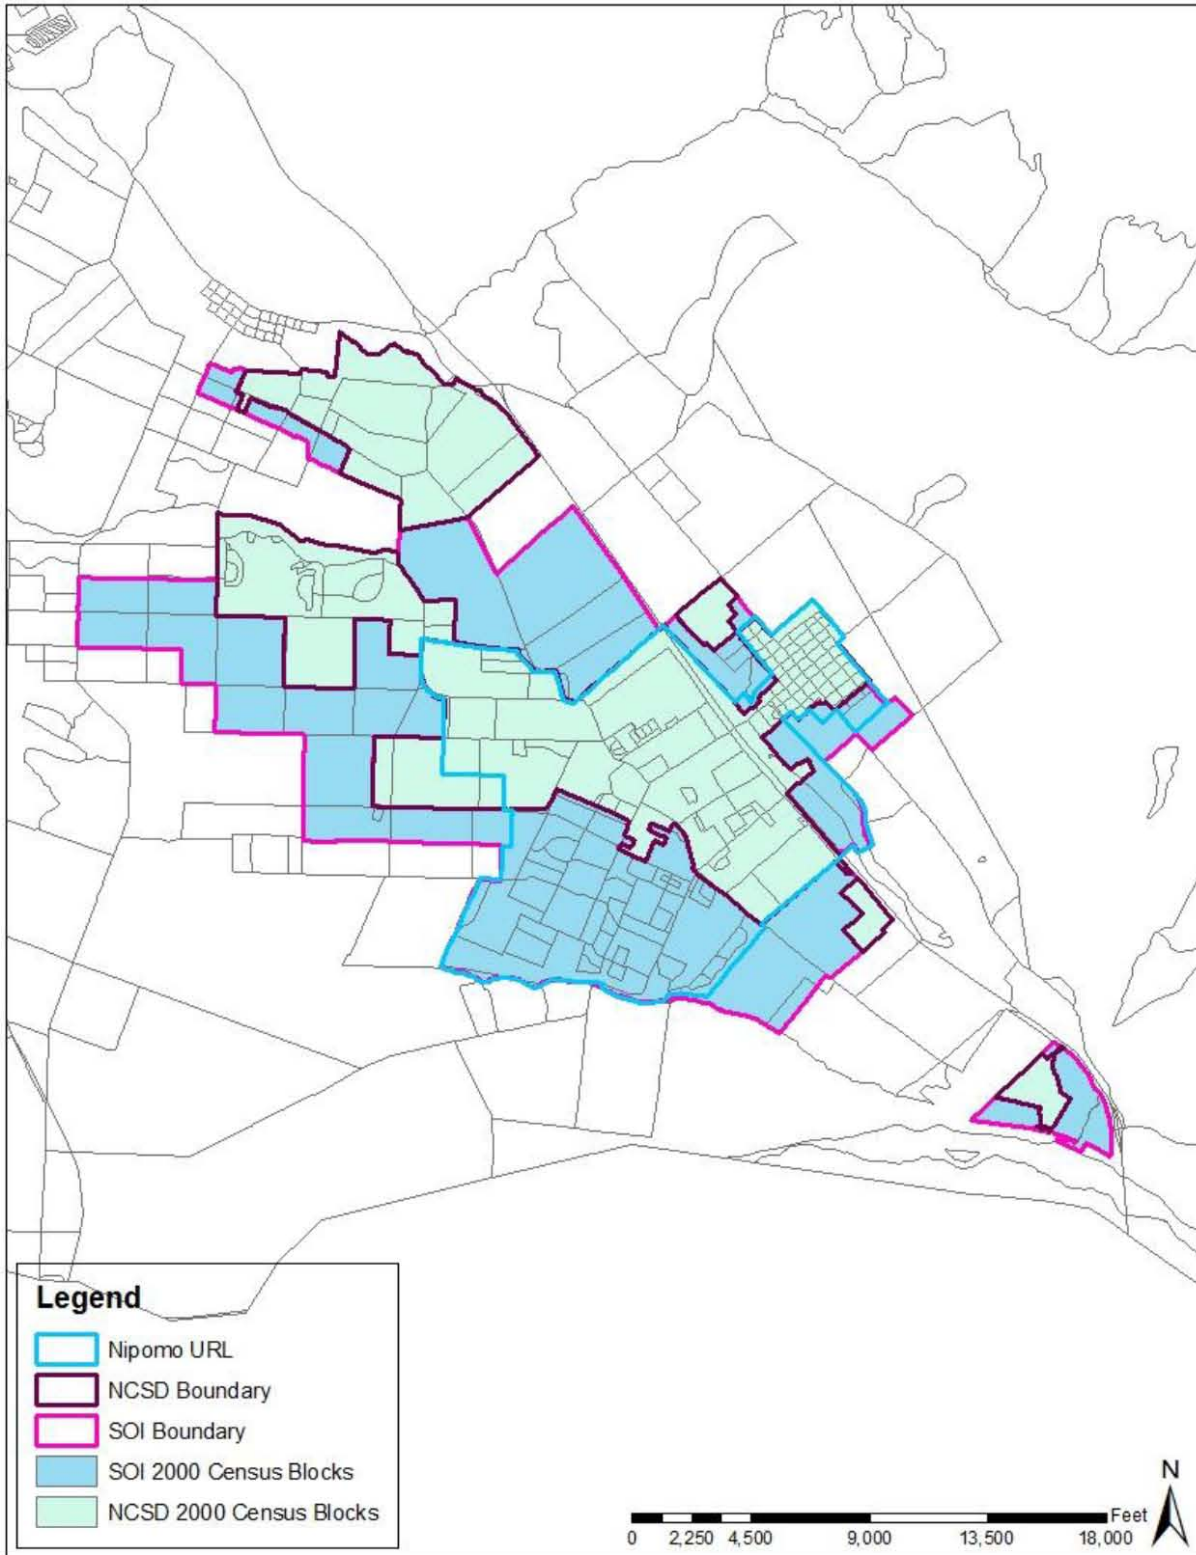 Legend
Nipomo URL
NCSD Boundary
SOI Boundary
SOI 2000 Census Blocks
NCSD 2000 Census Blocks
N
Feet
0 2,250 4,500 9,000 13,500 18,000